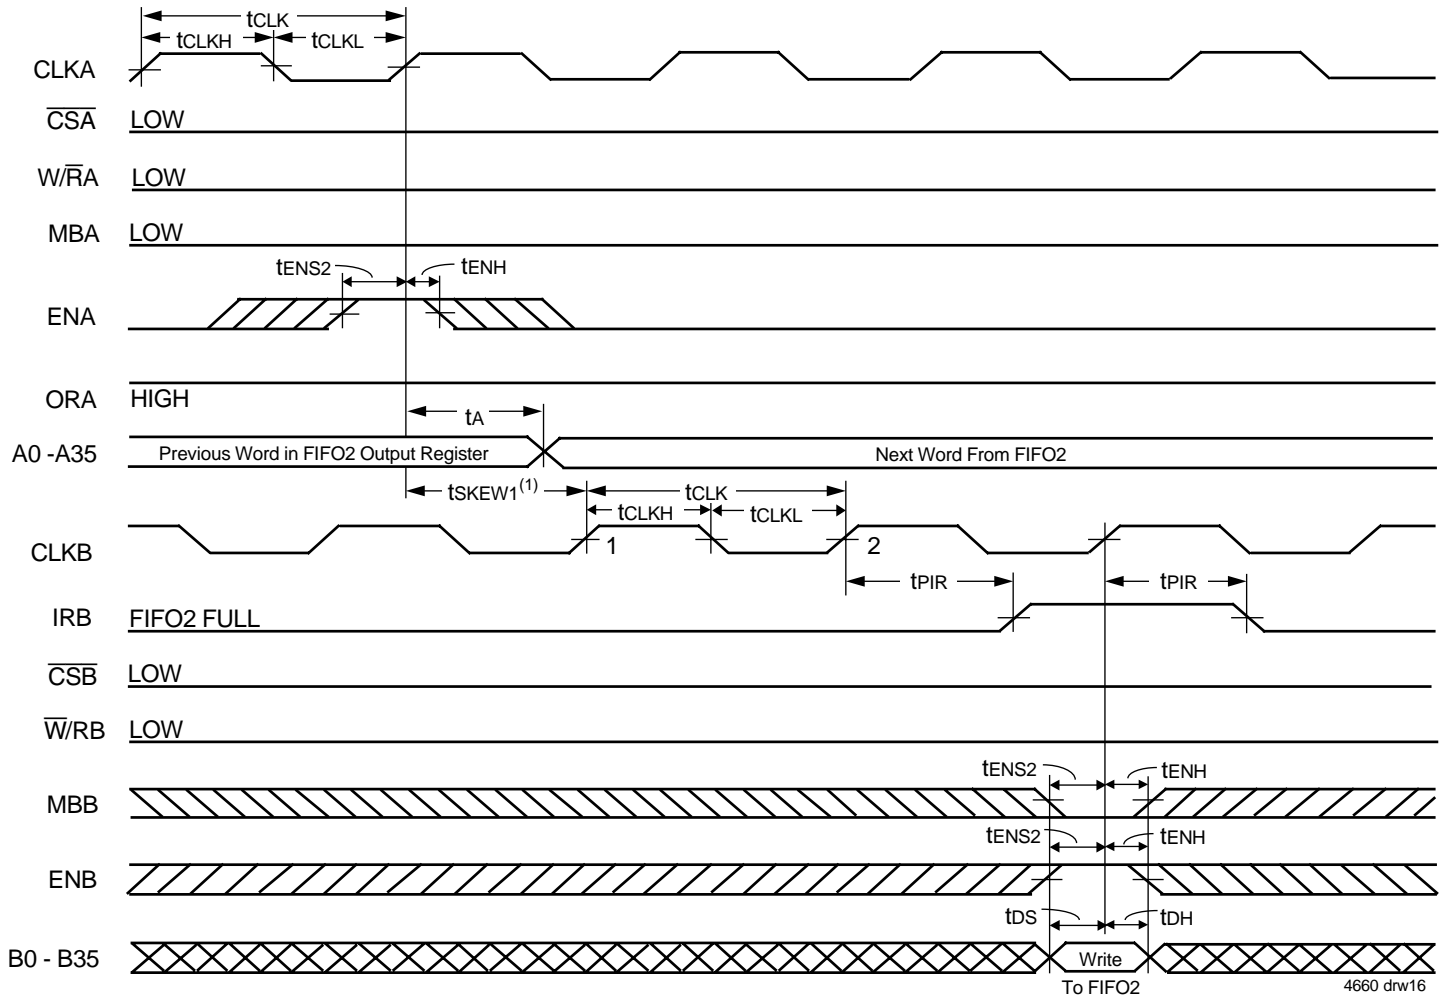 tCLK
tCLKH tCLKL
CLKA
CSA LOW
W/RA LOW
MBA LOW
tENS2 tENH
ENA
ORA HIGH
tA
A0 -A35 Previous Word in FIFO2 Output Register Next Word From FIFO2
tSKEW1(1) tCLK
tCLKH tCLKL
CLKB 1 2
tPIR tPIR
IRB FIFO2 FULL
CSB LOW
W/RB LOW
tENS2 tENH
MBB
tENS2 tENH
ENB
tDS tDH
B0 - B35 Write
To FIFO2 4660 drw16